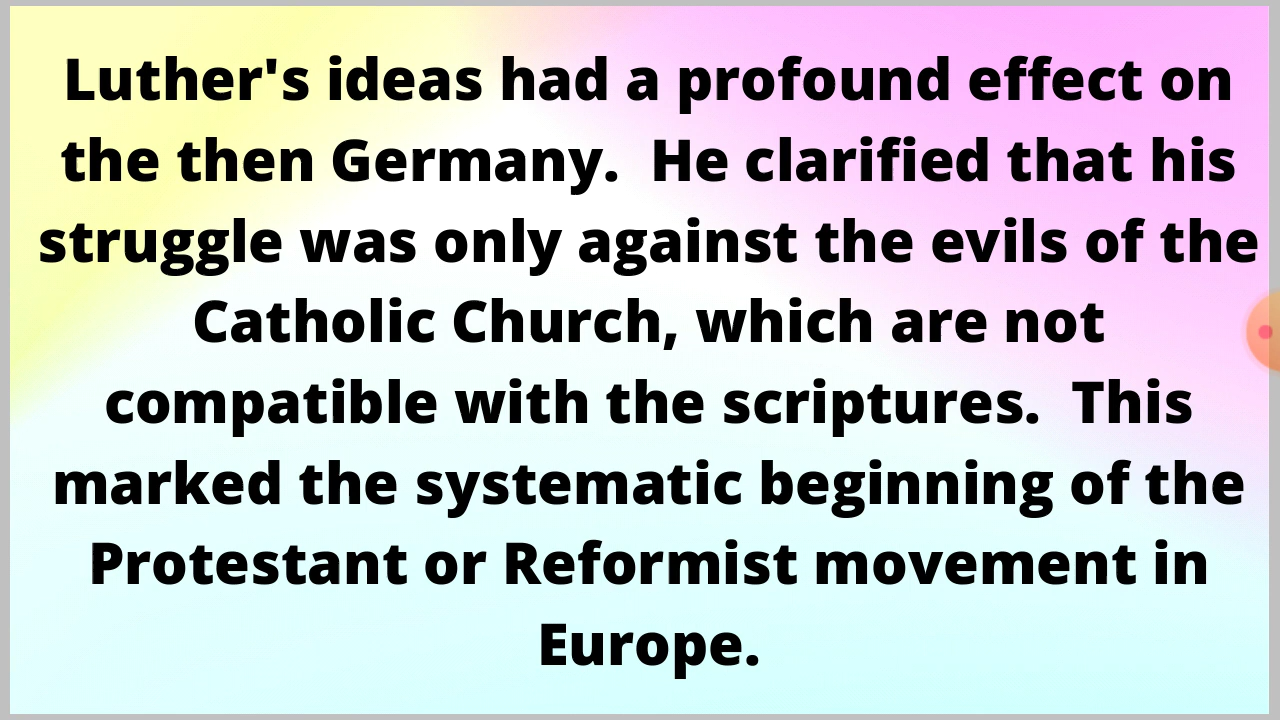 Luther's ideas had a profound effect on
the then Germany.  He clarified that his
struggle was only against the evils of the
Catholic Church, which are not
compatible with the scriptures.  This
marked the systematic beginning of the
Protestant or Reformist movement in
Europe.